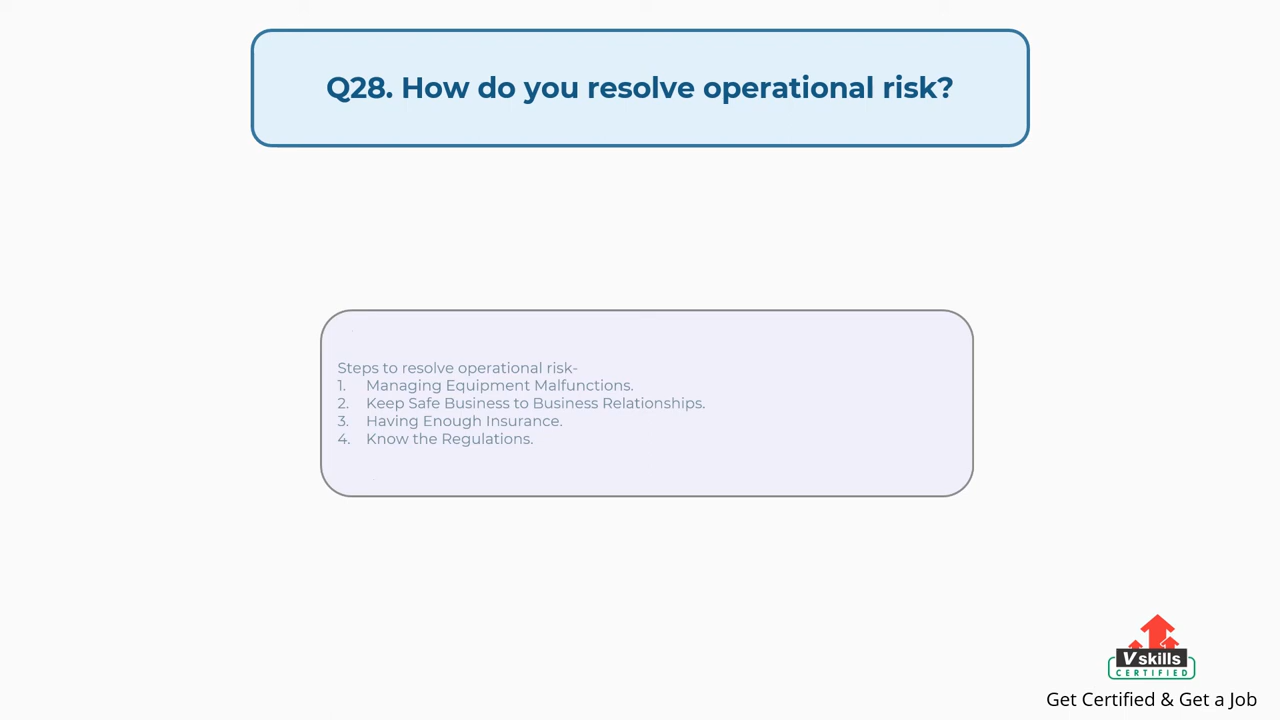 Q28. How do you resolve operational risk?
Steps to resolve operational risk-
1. Managing Equipment Malfunctions.
2. Keep Safe Business to Business Relationships.
3. Having Enough Insurance.
4. Know the Regulations.
Vskills
CERTIFIED
Get Certified & Get a Job